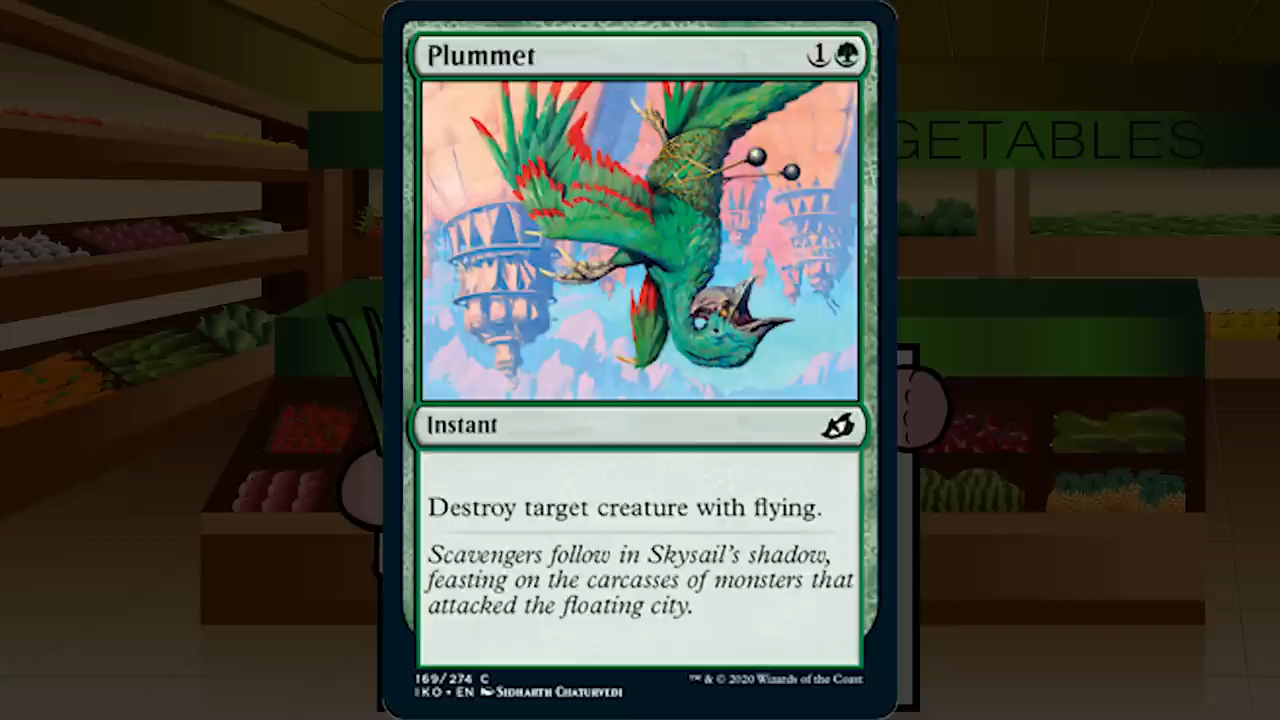 Plummet 1
GETABLES
Instant
Destroy target creature with flying.
Scavengers follow in Skysail's shadow,
feasting on the carcasses of monsters that
attacked the floating city.
169/274 C
IKO • EN Sidharth Chaturvedi
™ & © 2020 Wizards of the Coast